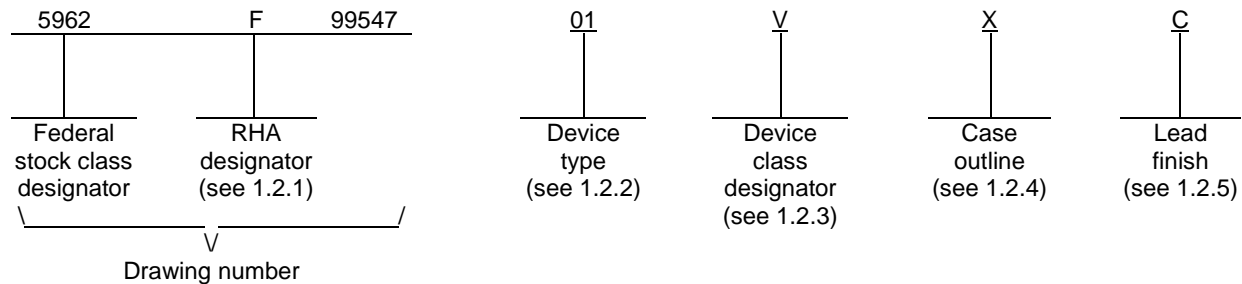 5962 F 99547 01 V X C
Federal RHA Device Device Case Lead
stock class designator type class outline finish
designator (see 1.2.1) (see 1.2.2) designator (see 1.2.4) (see 1.2.5)
(see 1.2.3)
\ /
\/
Drawing number